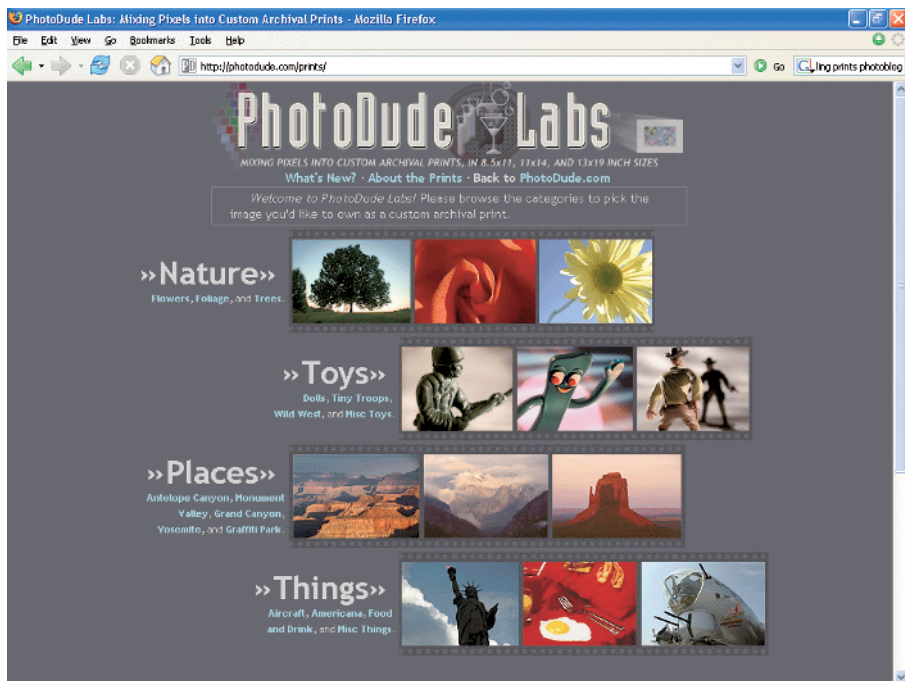 PhotoDude Labs: Mixing Pixels into Custom Archival Prints - Mozilla Firefox
File Edit View Go Bookmarks Tools Help
PD http://photodude.com/prints/ Go G ling prints photoblog
PhotoDude Labs
MIXING PIXELS INTO CUSTOM ARCHIVAL PRINTS, IN 8.5x11, 11x14, AND 13x19 INCH SIZES
What's New? · About the Prints · Back to PhotoDude.com
Welcome to PhotoDude Labs! Please browse the categories to pick the
image you'd like to own as a custom archival print.
»Nature»
Flowers, Foliage, and Trees.
»Toys»
Dolls, Tiny Troops,
Wild West, and Misc Toys.
»Places»
Antelope Canyon, Monument
Valley, Grand Canyon,
Yosemite, and Graffiti Park.
»Things»
Aircraft, Americana, Food
and Drink, and Misc Things.